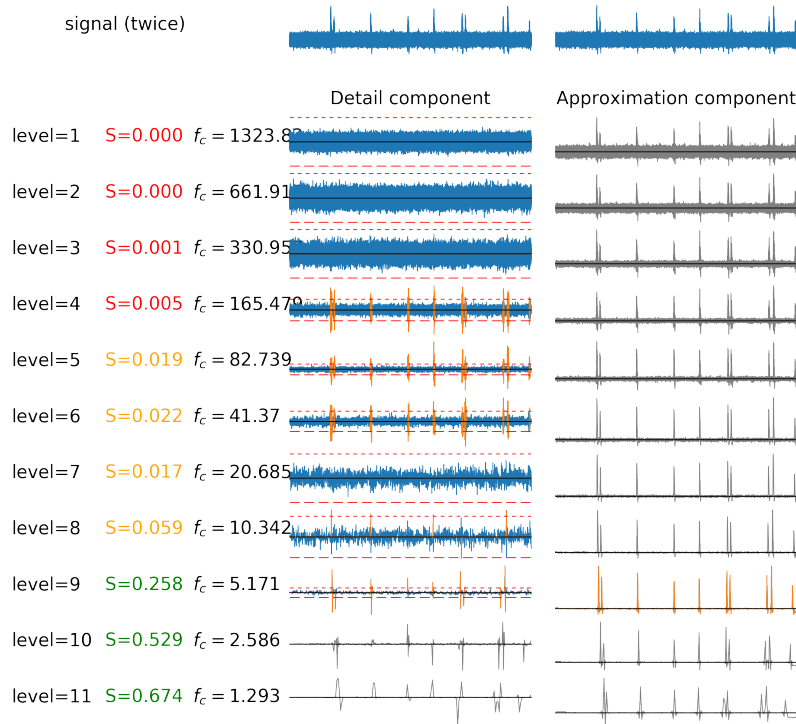 signal (twice)
Detail component Approximation component
level=1 S=0.000 f_c = 1323.82
level=2 S=0.000 f_c = 661.91
level=3 S=0.001 f_c = 330.95
level=4 S=0.005 f_c = 165.479
level=5 S=0.019 f_c = 82.739
level=6 S=0.022 f_c = 41.37
level=7 S=0.017 f_c = 20.685
level=8 S=0.059 f_c = 10.342
level=9 S=0.258 f_c = 5.171
level=10 S=0.529 f_c = 2.586
level=11 S=0.674 f_c = 1.293